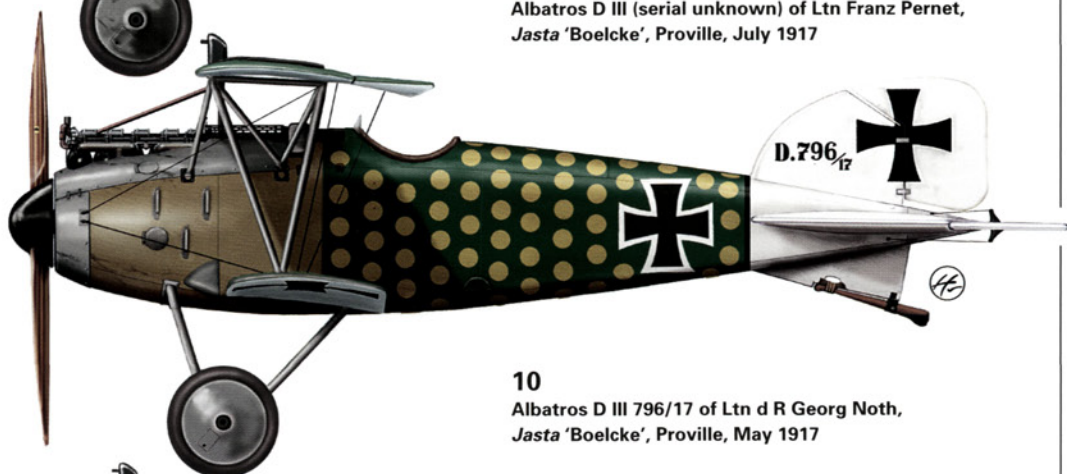 Albatros D III (serial unknown) of Ltn Franz Pernet,
Jasta 'Boelcke', Proville, July 1917
D.796/17
10
Albatros D III 796/17 of Ltn d R Georg Noth,
Jasta 'Boelcke', Proville, May 1917